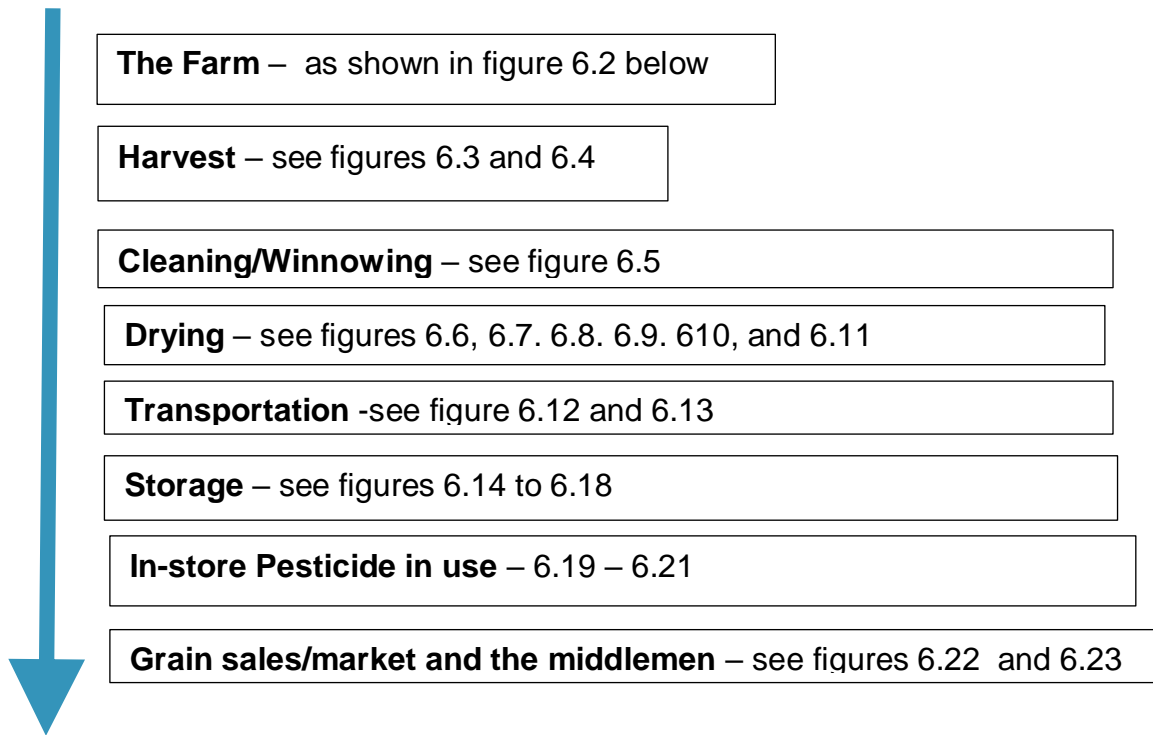 The Farm – as shown in figure 6.2 below
Harvest – see figures 6.3 and 6.4
Cleaning/Winnowing – see figure 6.5
Drying – see figures 6.6, 6.7. 6.8. 6.9. 610, and 6.11
Transportation -see figure 6.12 and 6.13
Storage – see figures 6.14 to 6.18
In-store Pesticide in use – 6.19 – 6.21
Grain sales/market and the middlemen – see figures 6.22 and 6.23